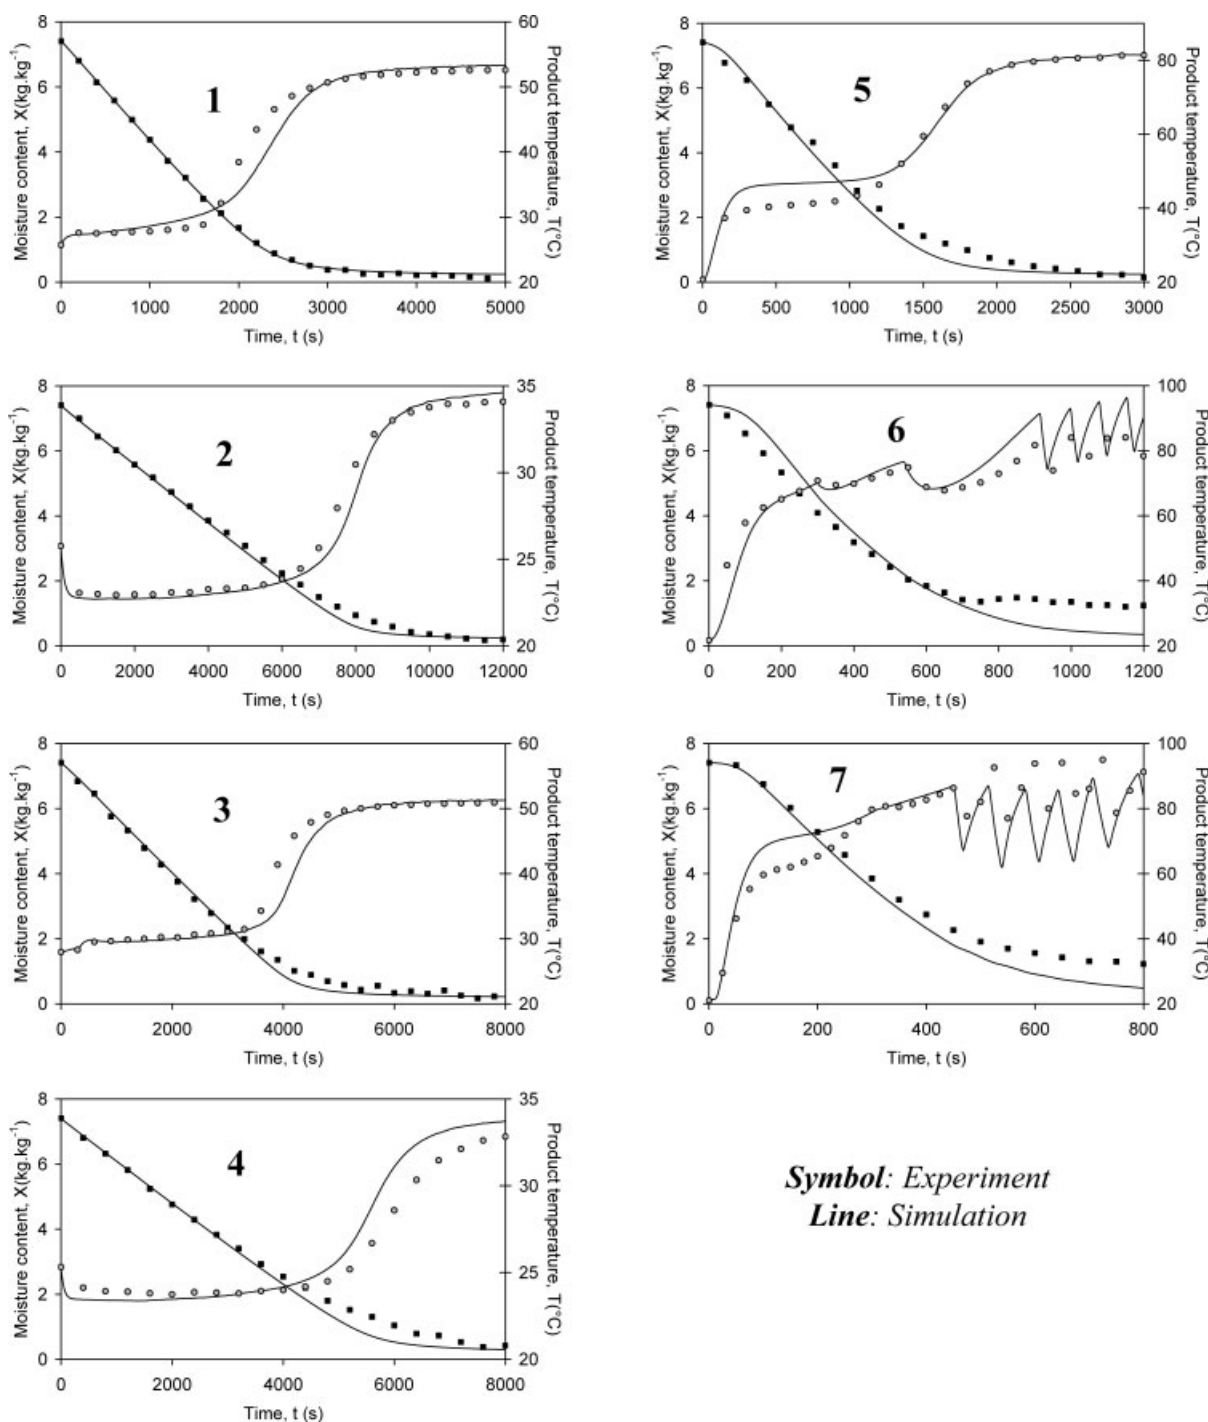 8
6
4
2
0
Moisture content, X(kg.kg⁻¹)
1
60
50
40
30
20
Product temperature, T(°C)
0 1000 2000 3000 4000 5000
Time, t (s)
8
6
4
2
0
Moisture content, X(kg.kg⁻¹)
5
80
60
40
20
Product temperature, T(°C)
0 500 1000 1500 2000 2500 3000
Time, t (s)
8
6
4
2
0
Moisture content, X(kg.kg⁻¹)
2
35
30
25
20
Product temperature, T(°C)
0 2000 4000 6000 8000 10000 12000
Time, t (s)
8
6
4
2
0
Moisture content, X(kg.kg⁻¹)
6
100
80
60
40
20
Product temperature, T(°C)
0 200 400 600 800 1000 1200
Time, t (s)
8
6
4
2
0
Moisture content, X(kg.kg⁻¹)
3
60
50
40
30
20
Product temperature, T(°C)
0 2000 4000 6000 8000
Time, t (s)
8
6
4
2
0
Moisture content, X(kg.kg⁻¹)
7
100
80
60
40
20
Product temperature, T(°C)
0 200 400 600 800
Time, t (s)
8
6
4
2
0
Moisture content, X(kg.kg⁻¹)
4
35
30
25
20
Product temperature, T(°C)
0 2000 4000 6000 8000
Time, t (s)
Symbol: Experiment
Line: Simulation